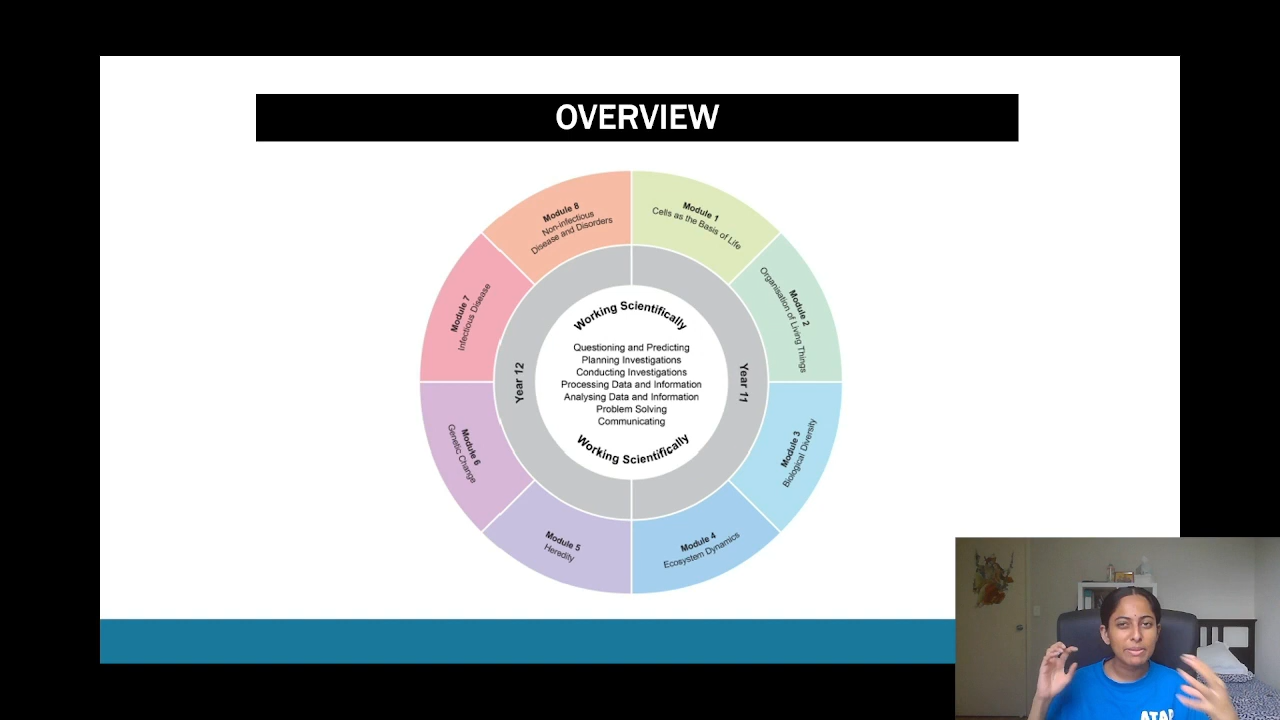 OVERVIEW
Module 1
Cells as the Basis of Life
Module 2
Organisation of Living Things
Module 3
Biological Diversity
Module 4
Ecosystem Dynamics
Module 5
Heredity
Module 6
Genetic Change
Module 7
Infectious Disease
Module 8
Non-infectious
Disease and Disorders
Year 11
Year 12
Working Scientifically
Questioning and Predicting
Planning Investigations
Conducting Investigations
Processing Data and Information
Analysing Data and Information
Problem Solving
Communicating
Working Scientifically